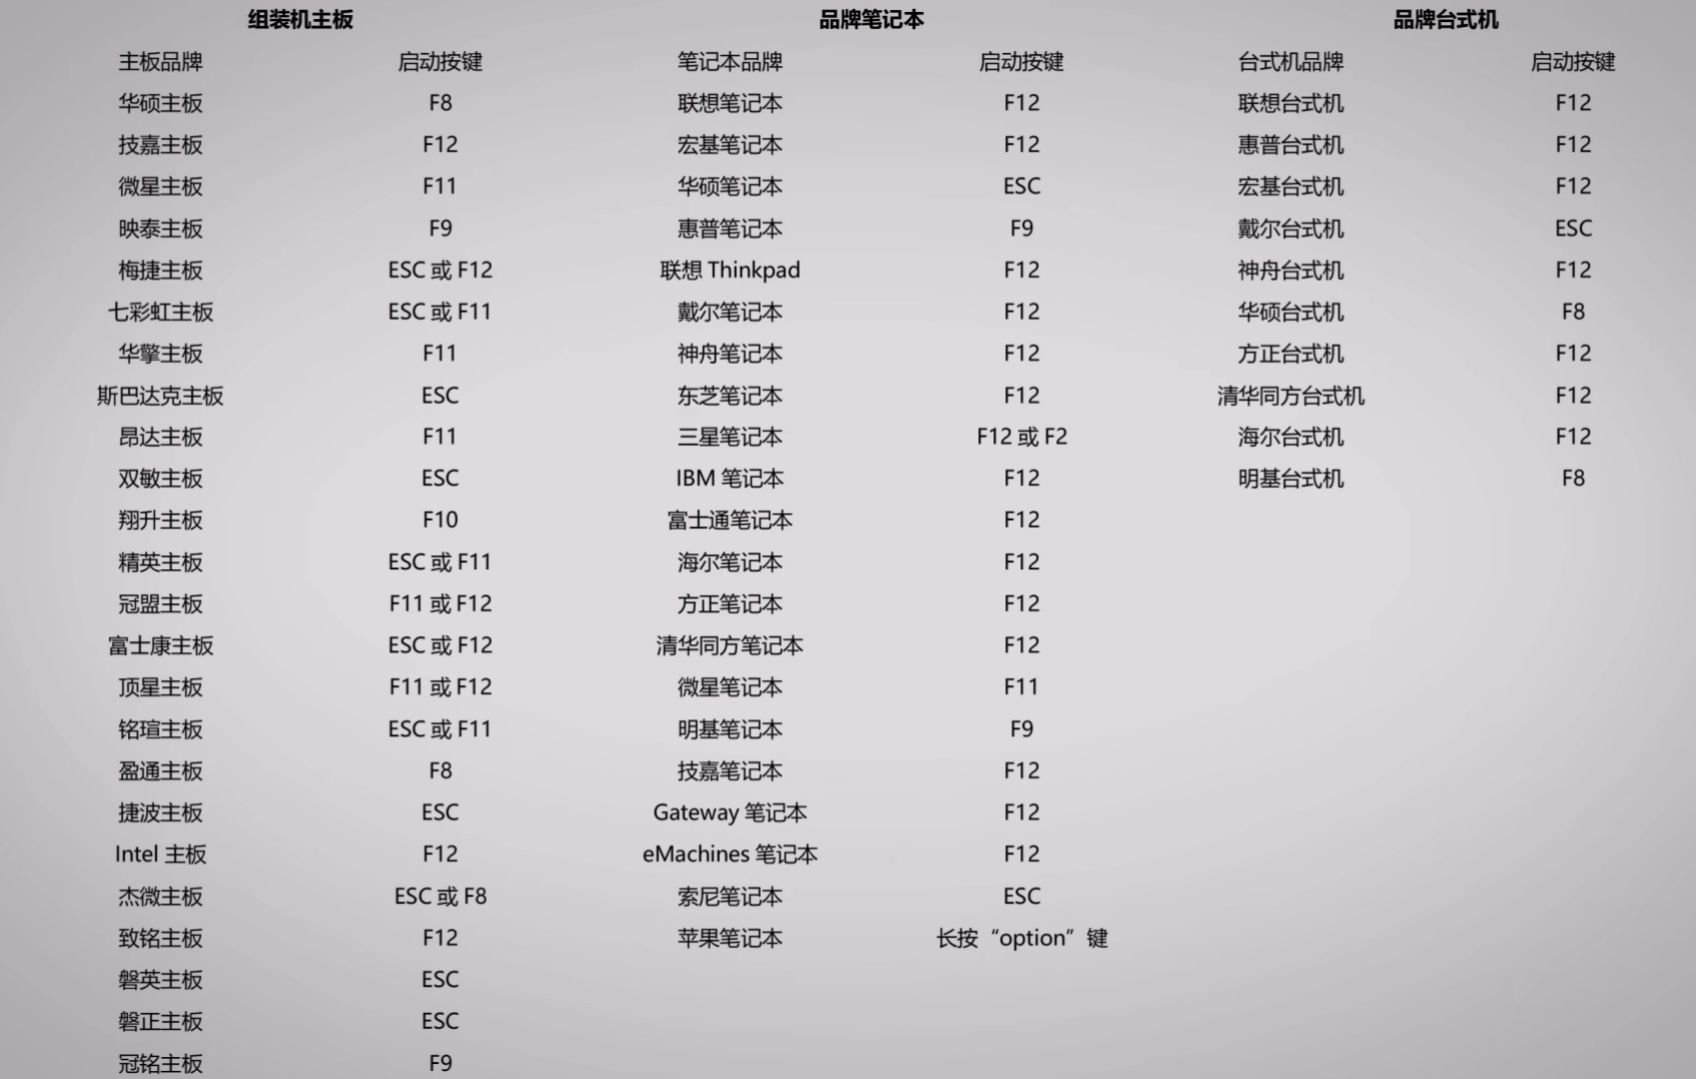 组装机主板 品牌笔记本 品牌台式机
主板品牌 启动按键 笔记本品牌 启动按键 台式机品牌 启动按键
华硕主板 F8 联想笔记本 F12 联想台式机 F12
技嘉主板 F12 宏基笔记本 F12 惠普台式机 F12
微星主板 F11 华硕笔记本 ESC 宏基台式机 F12
映泰主板 F9 惠普笔记本 F9 戴尔台式机 ESC
梅捷主板 ESC 或 F12 联想 Thinkpad F12 神舟台式机 F12
七彩虹主板 ESC 或 F11 戴尔笔记本 F12 华硕台式机 F8
华擎主板 F11 神舟笔记本 F12 方正台式机 F12
斯巴达克主板 ESC 东芝笔记本 F12 清华同方台式机 F12
昂达主板 F11 三星笔记本 F12 或 F2 海尔台式机 F12
双敏主板 ESC IBM 笔记本 F12 明基台式机 F8
翔升主板 F10 富士通笔记本 F12
精英主板 ESC 或 F11 海尔笔记本 F12
冠盟主板 F11 或 F12 方正笔记本 F12
富士康主板 ESC 或 F12 清华同方笔记本 F12
顶星主板 F11 或 F12 微星笔记本 F11
铭瑄主板 ESC 或 F11 明基笔记本 F9
盈通主板 F8 技嘉笔记本 F12
捷波主板 ESC Gateway 笔记本 F12
Intel 主板 F12 eMachines 笔记本 F12
杰微主板 ESC 或 F8 索尼笔记本 ESC
致铭主板 F12 苹果笔记本 长按“option”键
磐英主板 ESC
磐正主板 ESC
冠铭主板 F9